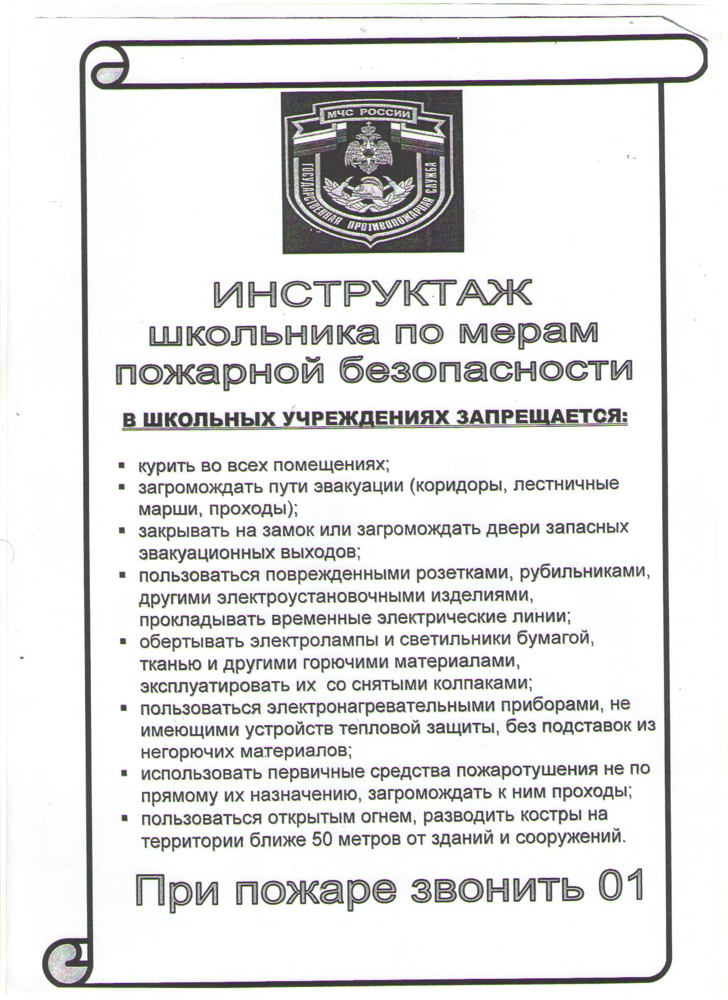 МЧС РОССИИ
ГОСУДАРСТВЕННАЯ ПРОТИВОПОЖАРНАЯ СЛУЖБА
ИНСТРУКТАЖ
школьника по мерам
пожарной безопасности
В ШКОЛЬНЫХ УЧРЕЖДЕНИЯХ ЗАПРЕЩАЕТСЯ:
▪ курить во всех помещениях;
▪ загромождать пути эвакуации (коридоры, лестничные
марши, проходы);
▪ закрывать на замок или загромождать двери запасных
эвакуационных выходов;
▪ пользоваться поврежденными розетками, рубильниками,
другими электроустановочными изделиями,
прокладывать временные электрические линии;
▪ обертывать электролампы и светильники бумагой,
тканью и другими горючими материалами,
эксплуатировать их со снятыми колпаками;
▪ пользоваться электронагревательными приборами, не
имеющими устройств тепловой защиты, без подставок из
негорючих материалов;
▪ использовать первичные средства пожаротушения не по
прямому их назначению, загромождать к ним проходы;
▪ пользоваться открытым огнем, разводить костры на
территории ближе 50 метров от зданий и сооружений.
При пожаре звонить 01